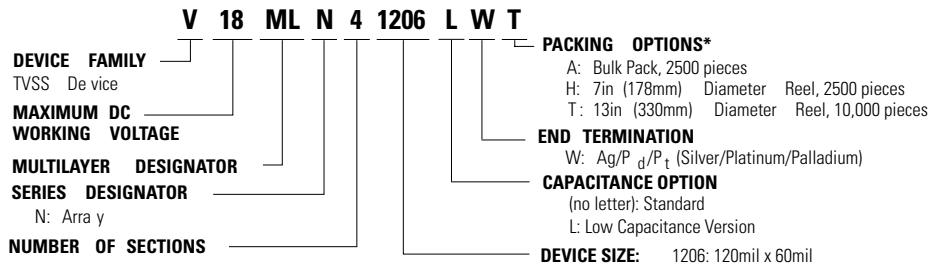 V 18 ML N 4 1206 L W T
DEVICE FAMILY
TVSS De vice
MAXIMUM DC
WORKING VOLTAGE
MULTILAYER DESIGNATOR
SERIES DESIGNATOR
N: Arra y
NUMBER OF SECTIONS
PACKING OPTIONS*
A: Bulk Pack, 2500 pieces
H: 7in (178mm) Diameter Reel, 2500 pieces
T: 13in (330mm) Diameter Reel, 10,000 pieces
END TERMINATION
W: Ag/P d/P t (Silver/Platinum/Palladium)
CAPACITANCE OPTION
(no letter): Standard
L: Low Capacitance Version
DEVICE SIZE: 1206: 120mil x 60mil